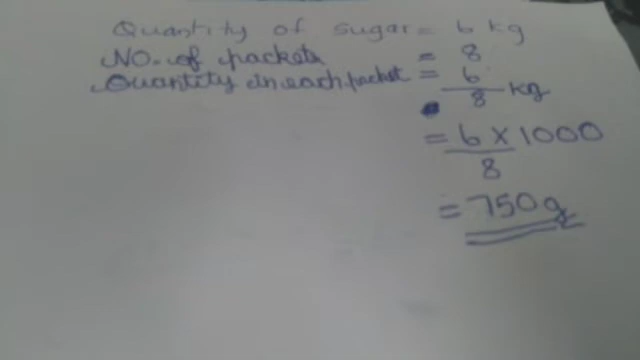 Quantity of sugar = 6 kg
No. of packets = 8
Quantity in each packet = 6/8 kg
= 6 x 1000/8
= 750g